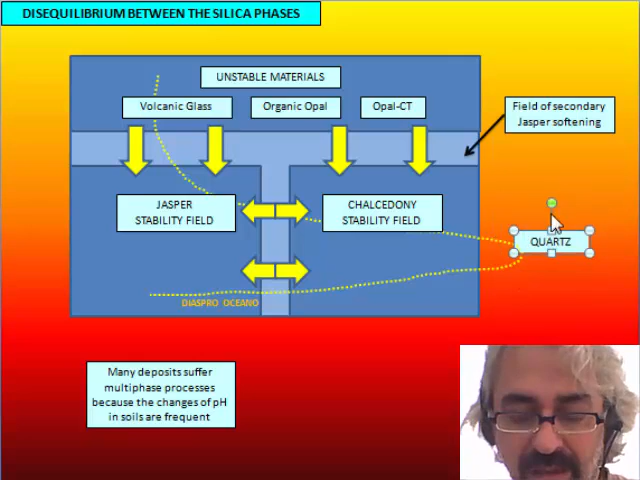 DISEQUILIBRIUM BETWEEN THE SILICA PHASES
UNSTABLE MATERIALS
Volcanic Glass
Organic Opal
Opal-CT
Field of secondary
Jasper softening
JASPER
STABILITY FIELD
CHALCEDONY
STABILITY FIELD
QUARTZ
DIASPRO OCEANO
Many deposits suffer
multiphase processes
because the changes of pH
in soils are frequent